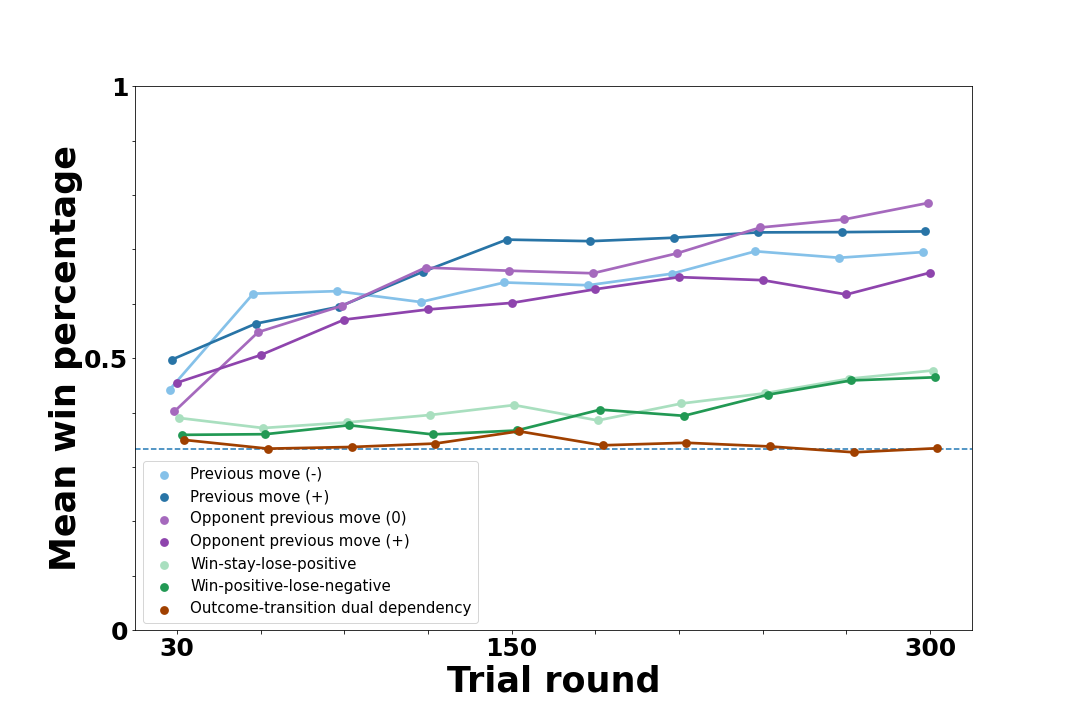 1
0.5
0
Mean win percentage
Previous move (-)
Previous move (+)
Opponent previous move (0)
Opponent previous move (+)
Win-stay-lose-positive
Win-positive-lose-negative
Outcome-transition dual dependency
30
150
300
Trial round